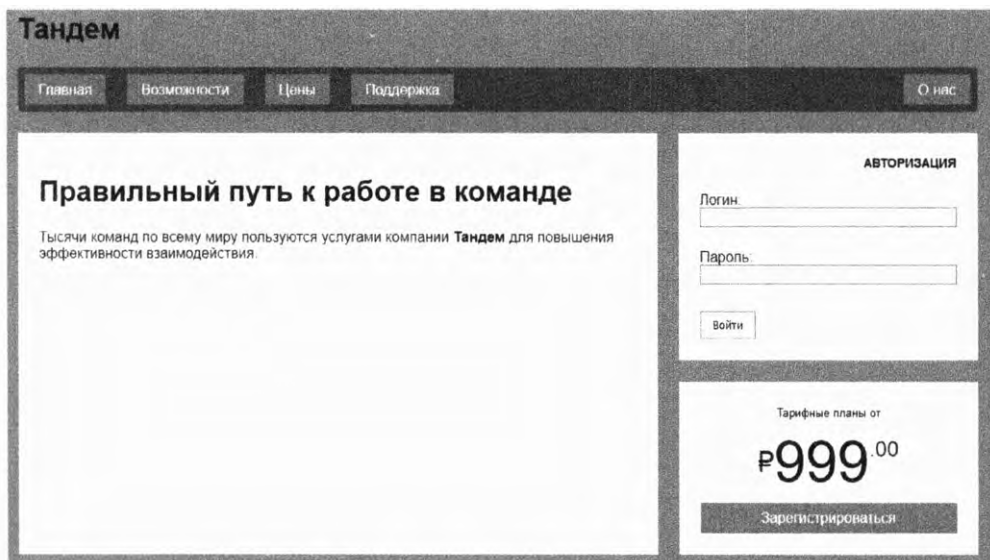 Тандем
Главная Возможности Цены Поддержка О нас
Правильный путь к работе в команде
Тысячи команд по всему миру пользуются услугами компании Тандем для повышения
эффективности взаимодействия.
АВТОРИЗАЦИЯ
Логин:
Пароль:
Войти
Тарифные планы от
₽999.00
Зарегистрироваться